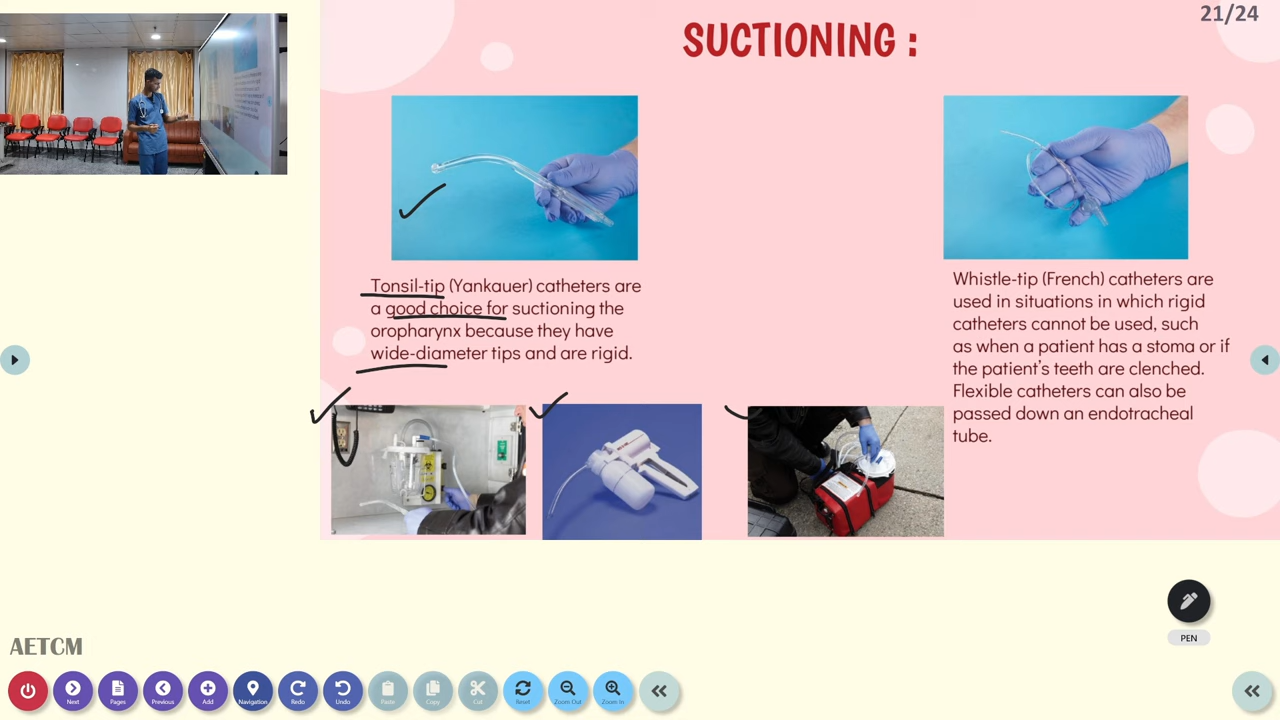 21/24
SUCTIONING :
Tonsil-tip (Yankauer) catheters are
a good choice for suctioning the
oropharynx because they have
wide-diameter tips and are rigid.
Whistle-tip (French) catheters are
used in situations in which rigid
catheters cannot be used, such
as when a patient has a stoma or if
the patient's teeth are clenched.
Flexible catheters can also be
passed down an endotracheal
tube.
PEN
AETCM
Next
Pages
Previous
Add
Navigation
Redo
Undo
Paste
Copy
Cut
Reset
Zoom Out
Zoom In